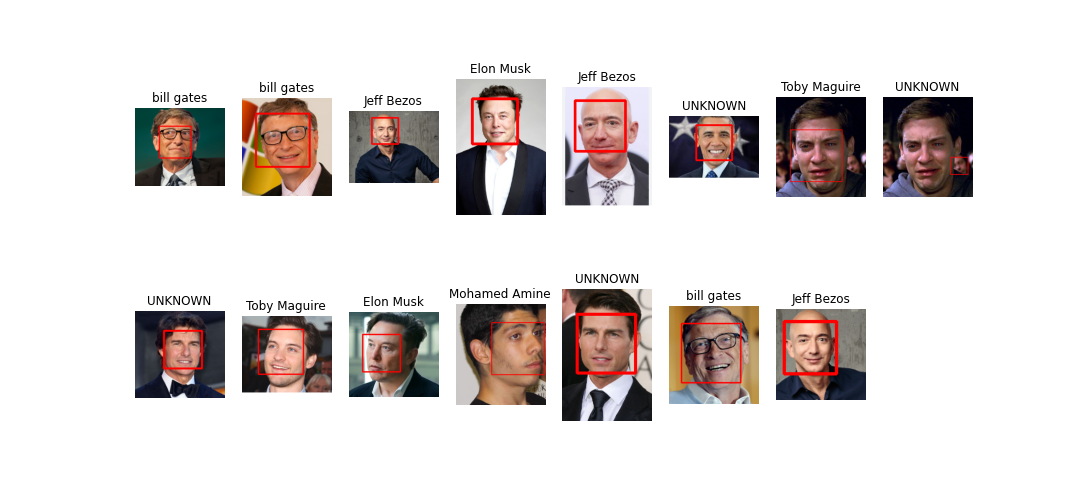 bill gates
bill gates
Jeff Bezos
Elon Musk
Jeff Bezos
UNKNOWN
Toby Maguire
UNKNOWN
UNKNOWN
Toby Maguire
Elon Musk
Mohamed Amine
UNKNOWN
bill gates
Jeff Bezos